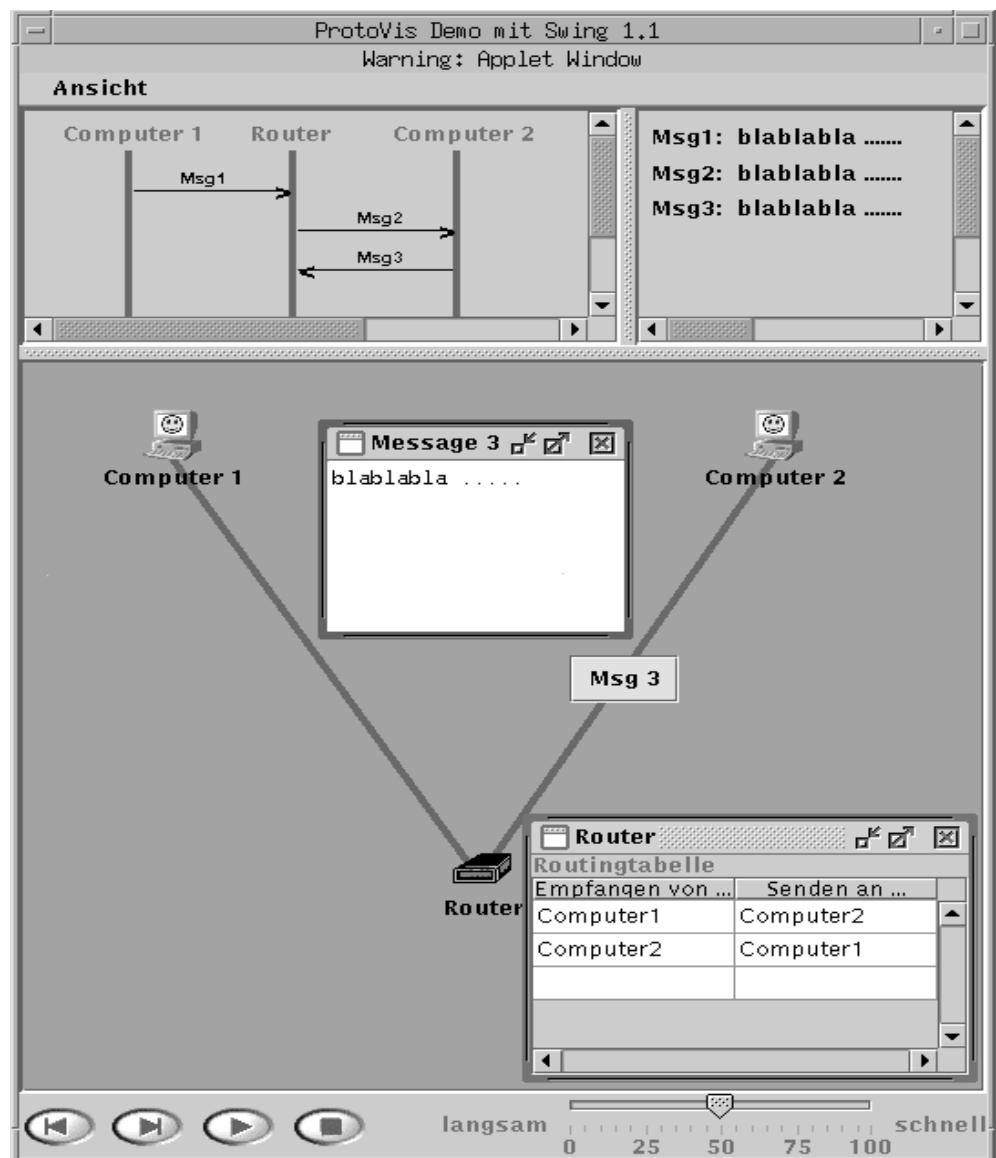 ProtoVis Demo mit Swing 1.1
Warning: Applet Window
Ansicht
Computer 1 Router Computer 2
Msg1
Msg2
Msg3
Msg1: blablabla .......
Msg2: blablabla .......
Msg3: blablabla .......
Computer 1
Message 3
blablabla .....
Computer 2
Msg 3
Router
Router
Routingtabelle
Empfangen von ... Senden an ...
Computer1 Computer2
Computer2 Computer1
langsam schnell
0 25 50 75 100